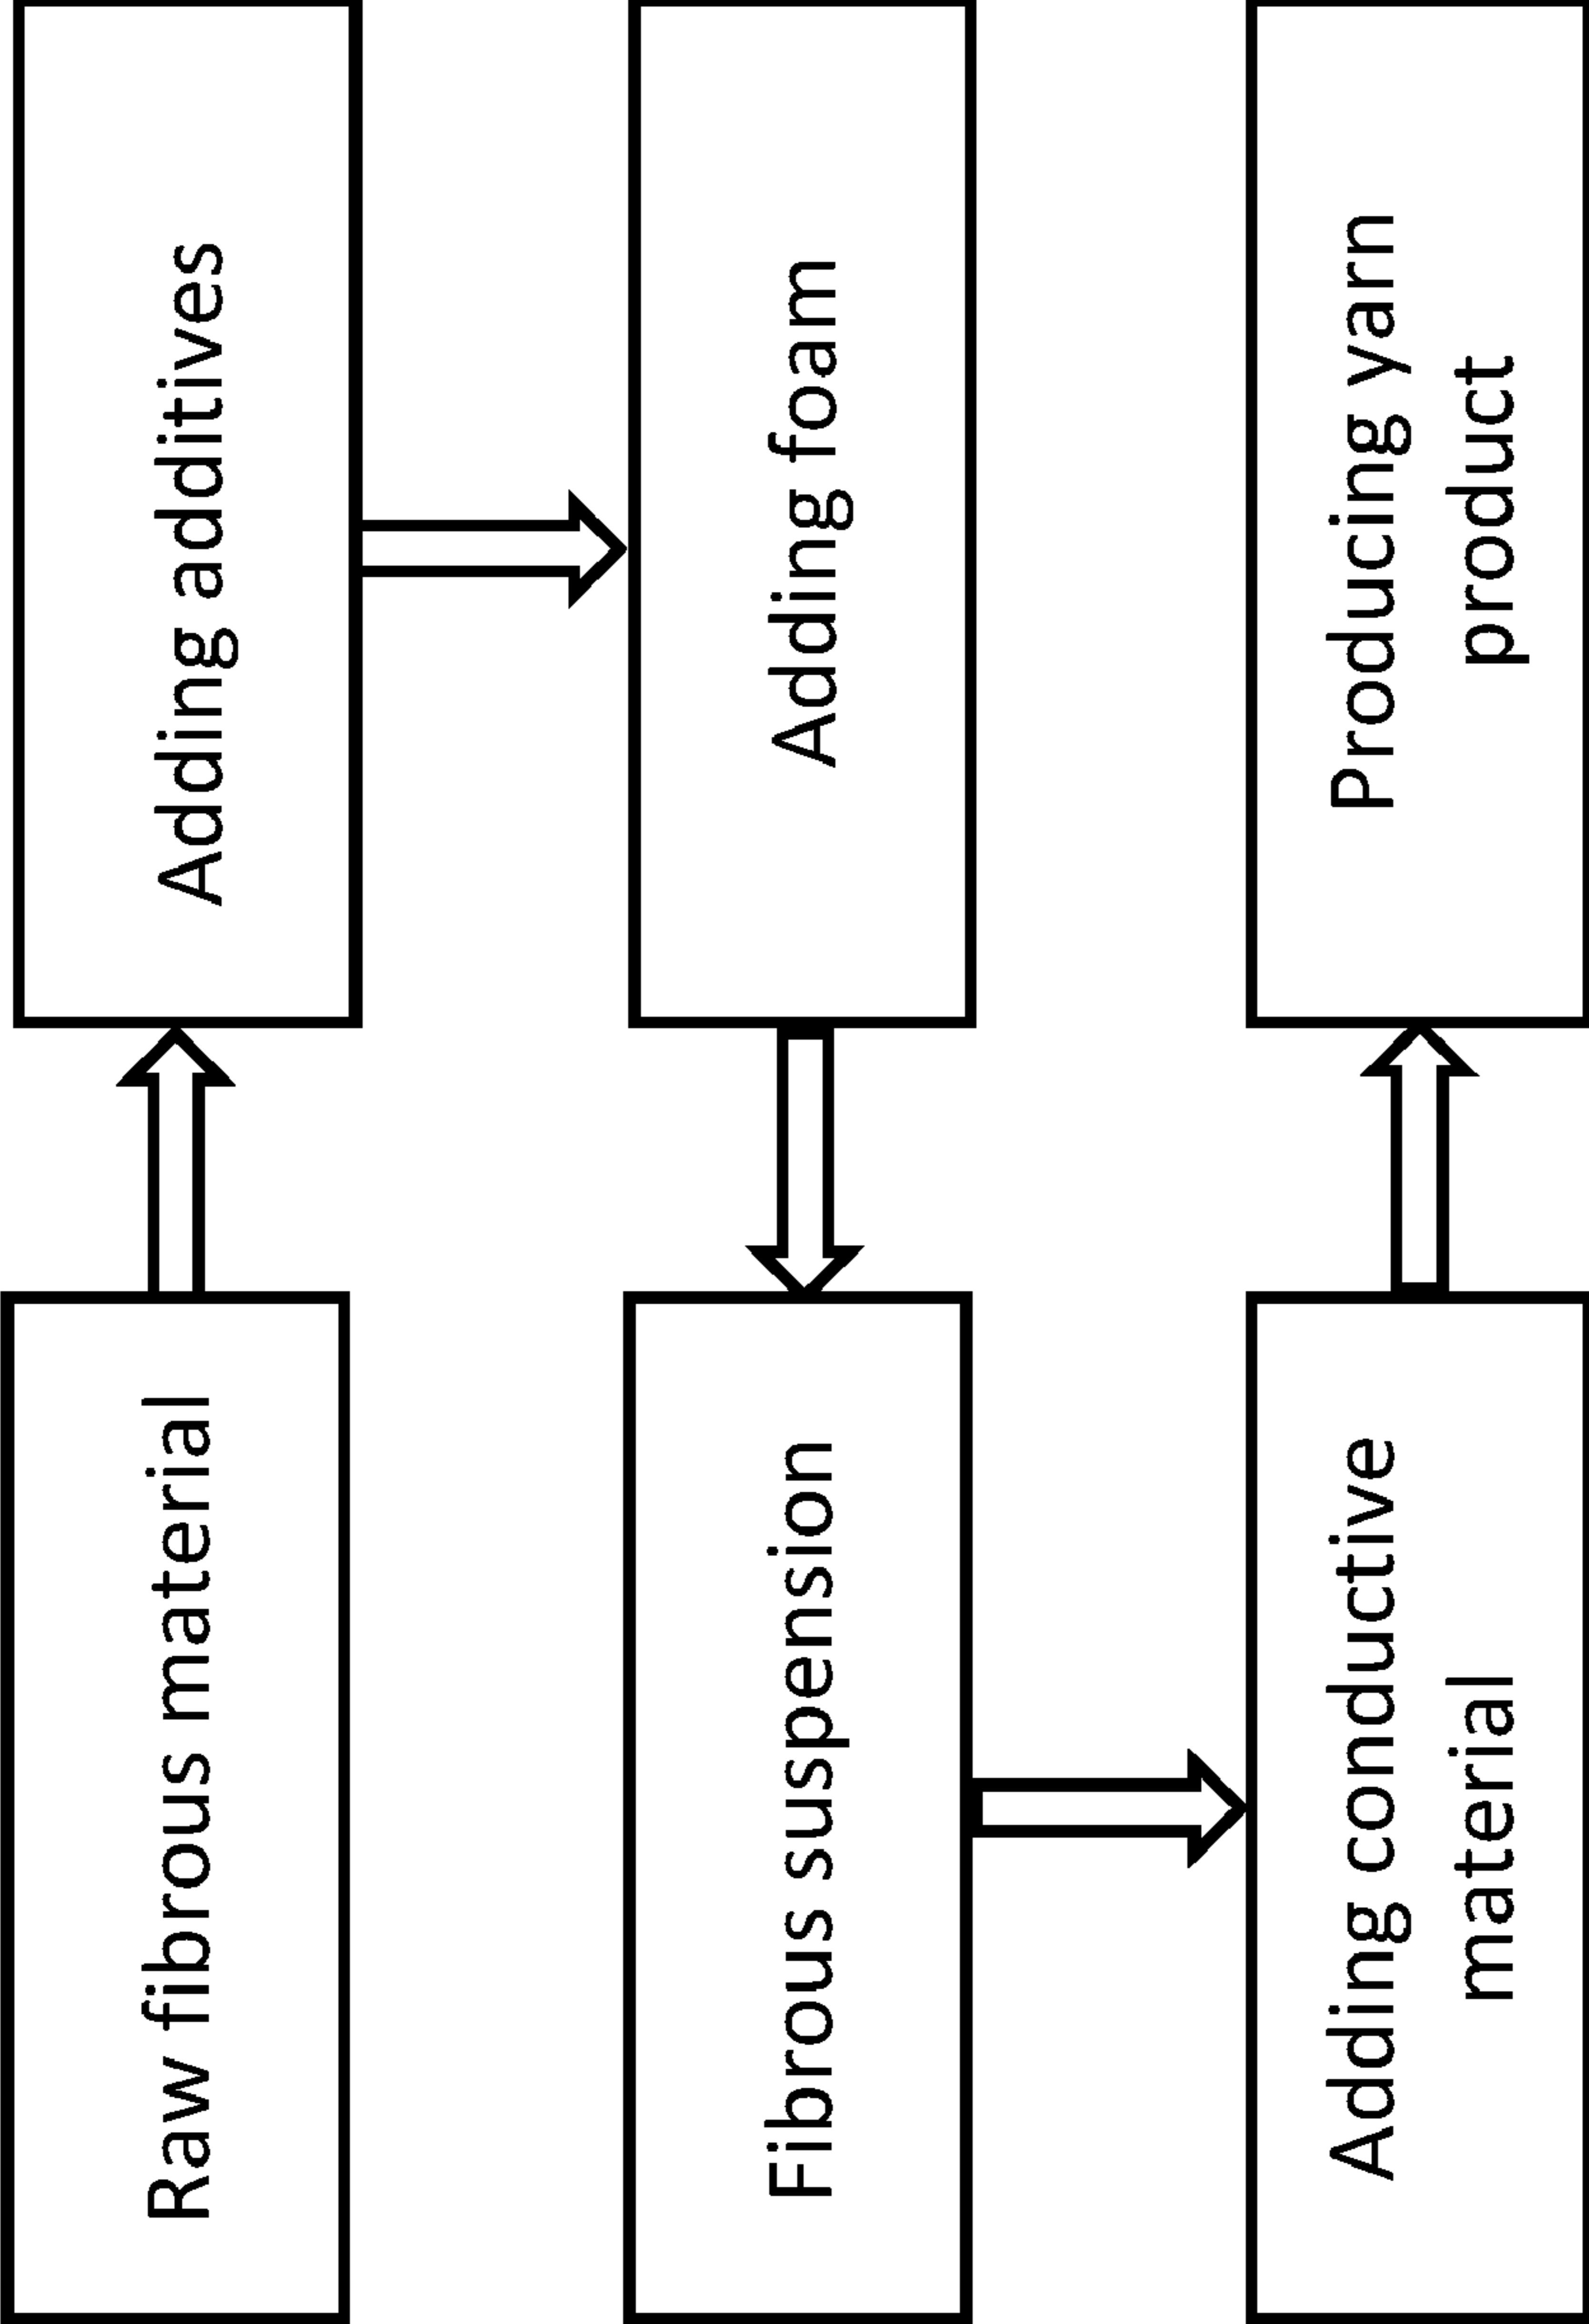 Raw fibrous material
Adding additives
Fibrous suspension
Adding foam
Adding conductive
material
Producing yarn
product